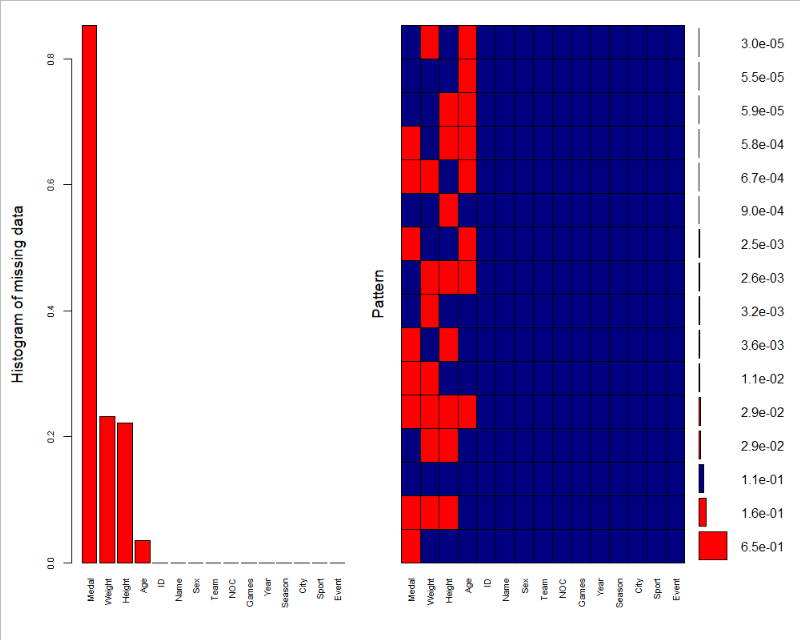 Histogram of missing data
0.8
0.6
0.4
0.2
0.0
Medal
Weight
Height
Age
ID
Name
Sex
Team
NOC
Games
Year
Season
City
Sport
Event
Pattern
Medal
Weight
Height
Age
ID
Name
Sex
Team
NOC
Games
Year
Season
City
Sport
Event
3.0e-05
5.5e-05
5.9e-05
5.8e-04
6.7e-04
9.0e-04
2.5e-03
2.6e-03
3.2e-03
3.6e-03
1.1e-02
2.9e-02
2.9e-02
1.1e-01
1.6e-01
6.5e-01